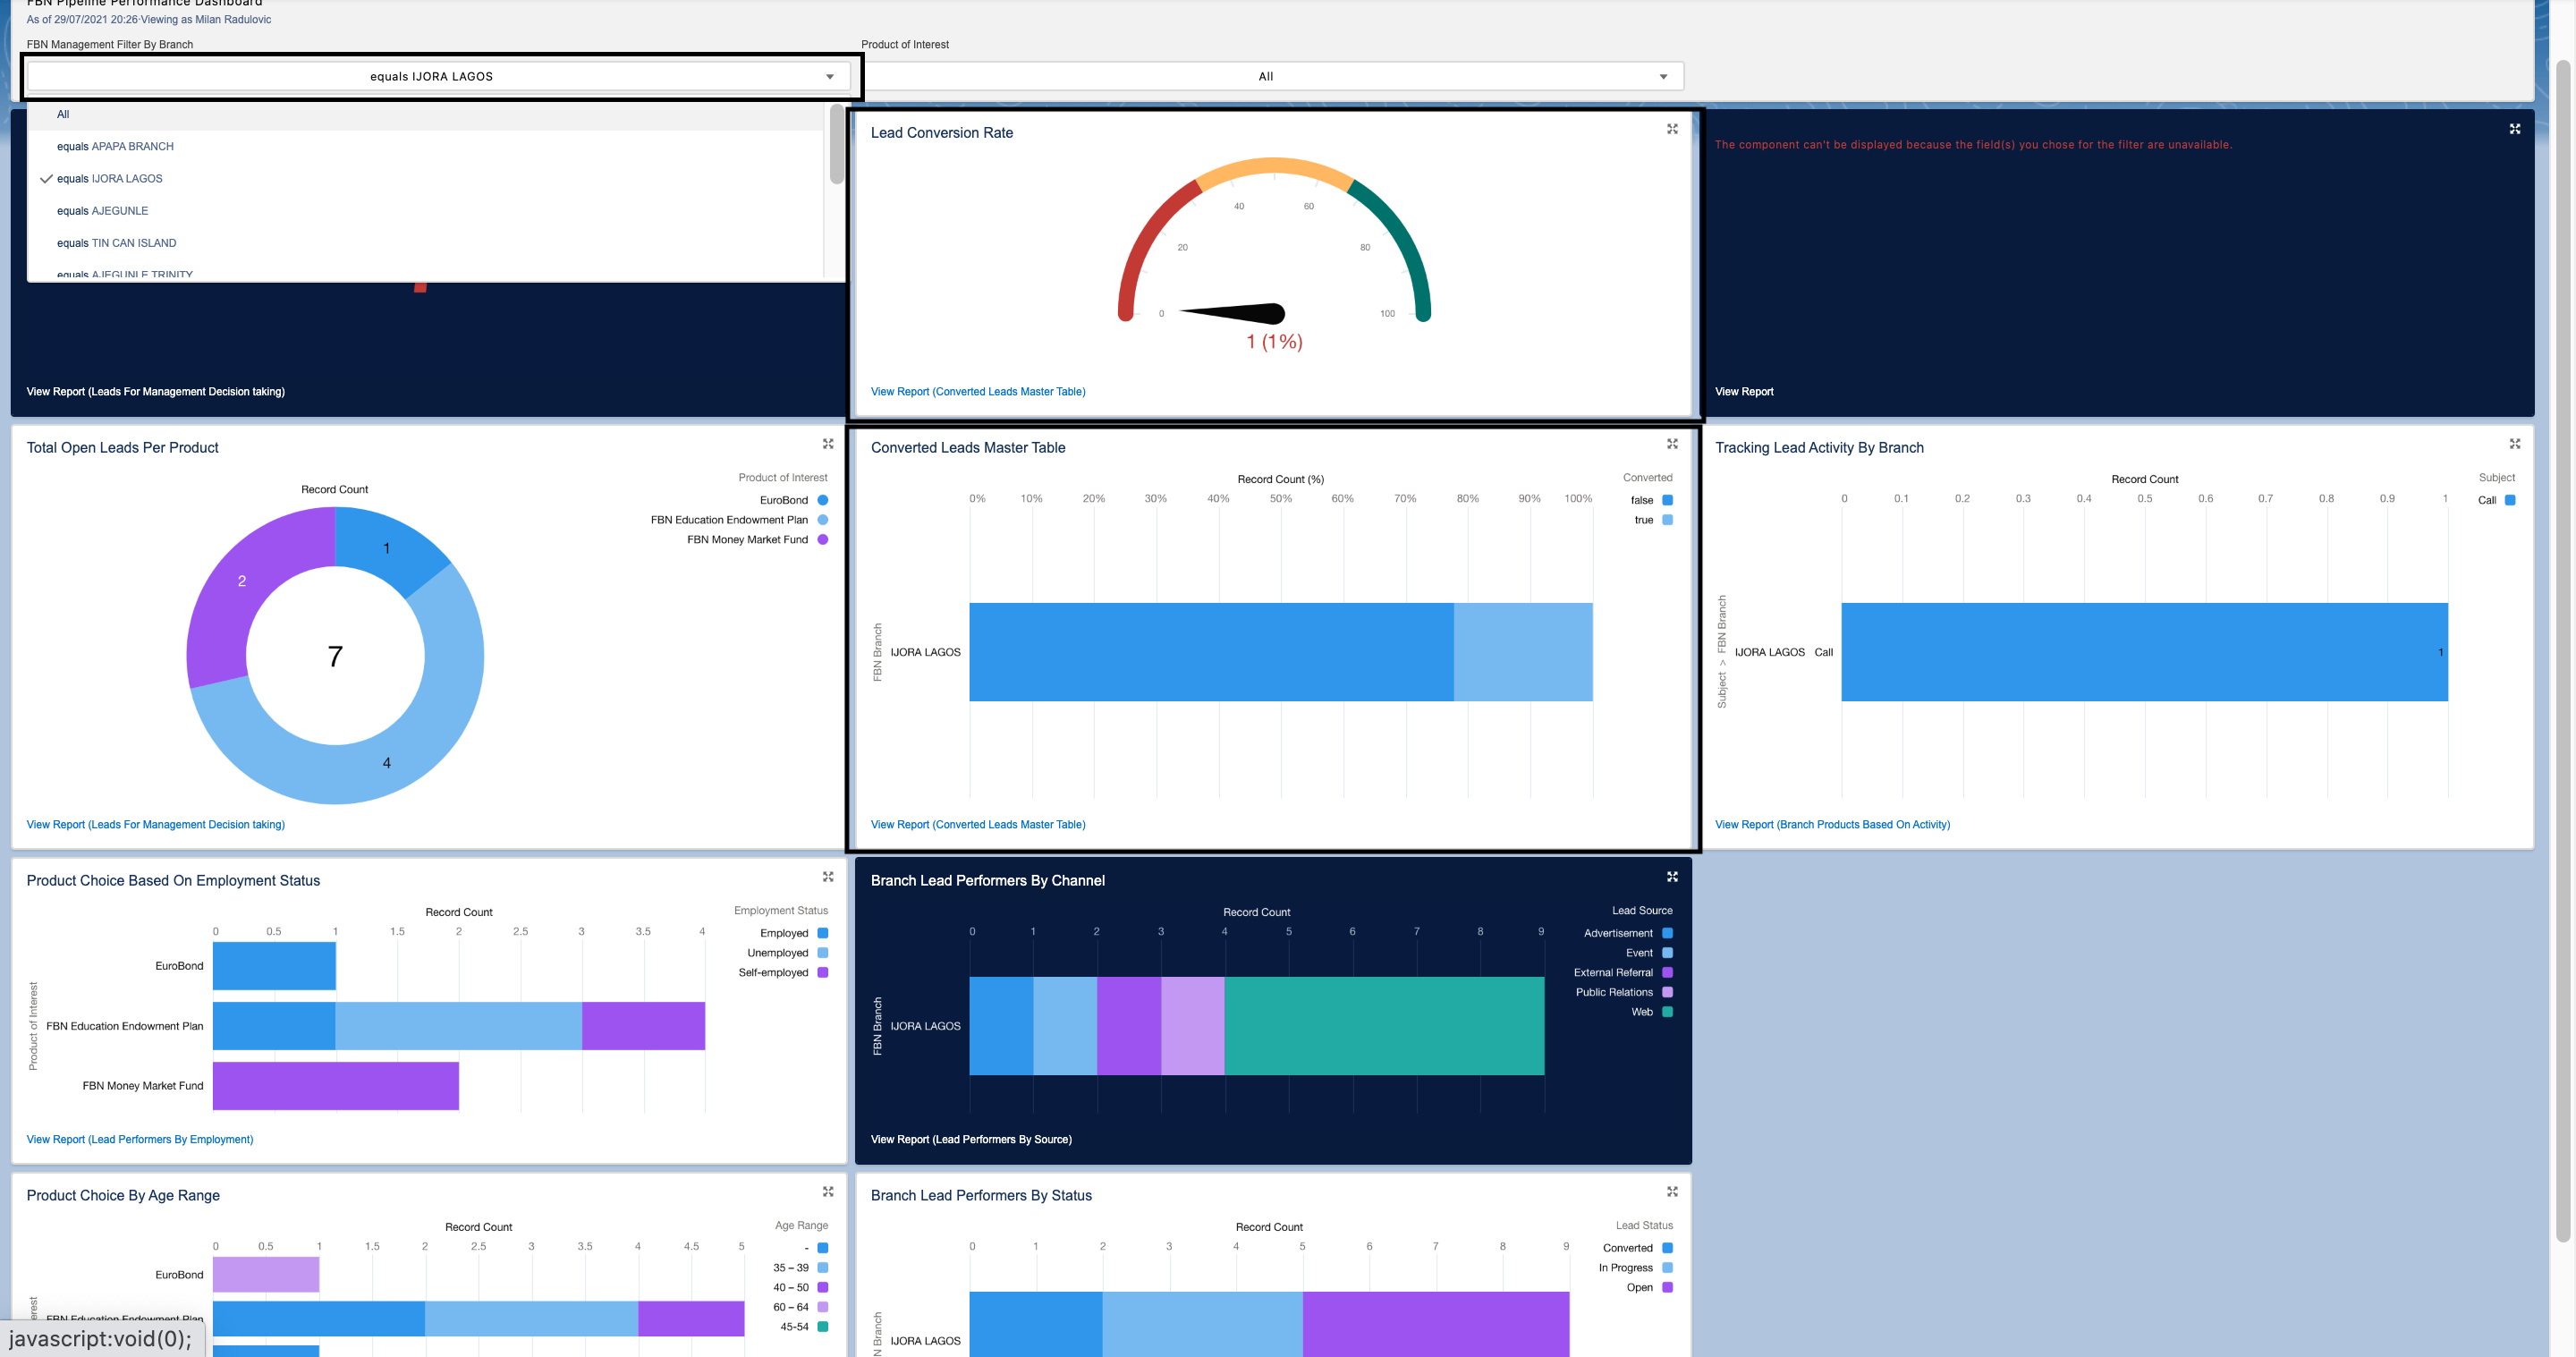 FBN Pipeline Performance Dashboard
As of 29/07/2021 20:26·Viewing as Milan Radulovic
FBN Management Filter By Branch
Product of Interest
equals IJORA LAGOS
All
All
equals APAPA BRANCH
equals IJORA LAGOS
equals AJEGUNLE
equals TIN CAN ISLAND
equals AJEGUNLE TRINITY
View Report (Leads For Management Decision taking)
Lead Conversion Rate
0
20
40
60
80
100
1 (1%)
View Report (Converted Leads Master Table)
The component can't be displayed because the field(s) you chose for the filter are unavailable.
View Report
Total Open Leads Per Product
Record Count
Product of Interest
EuroBond
FBN Education Endowment Plan
FBN Money Market Fund
1
2
7
4
View Report (Leads For Management Decision taking)
Converted Leads Master Table
Record Count (%)
Converted
false
true
0% 10% 20% 30% 40% 50% 60% 70% 80% 90% 100%
FBN Branch
IJORA LAGOS
View Report (Converted Leads Master Table)
Tracking Lead Activity By Branch
Record Count
Subject
Call
0 0.1 0.2 0.3 0.4 0.5 0.6 0.7 0.8 0.9 1
Subject > FBN Branch
IJORA LAGOS Call
1
View Report (Branch Products Based On Activity)
Product Choice Based On Employment Status
Record Count
Employment Status
Employed
Unemployed
Self-employed
0 0.5 1 1.5 2 2.5 3 3.5 4
Product of Interest
EuroBond
FBN Education Endowment Plan
FBN Money Market Fund
View Report (Lead Performers By Employment)
Branch Lead Performers By Channel
Record Count
Lead Source
Advertisement
Event
External Referral
Public Relations
Web
0 1 2 3 4 5 6 7 8 9
FBN Branch
IJORA LAGOS
View Report (Lead Performers By Source)
Product Choice By Age Range
Record Count
Age Range
-
35 – 39
40 – 50
60 – 64
45-54
0 0.5 1 1.5 2 2.5 3 3.5 4 4.5 5
EuroBond
FBN Education Endowment Plan
javascript:void(0);
Branch Lead Performers By Status
Record Count
Lead Status
Converted
In Progress
Open
0 1 2 3 4 5 6 7 8 9
Branch
IJORA LAGOS